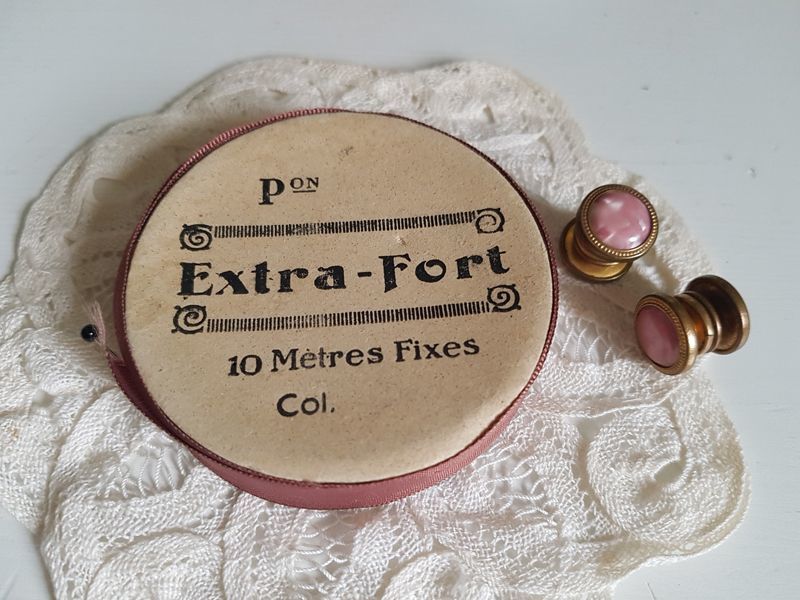 Pon
Extra-Fort
10 Mètres Fixes
Col.